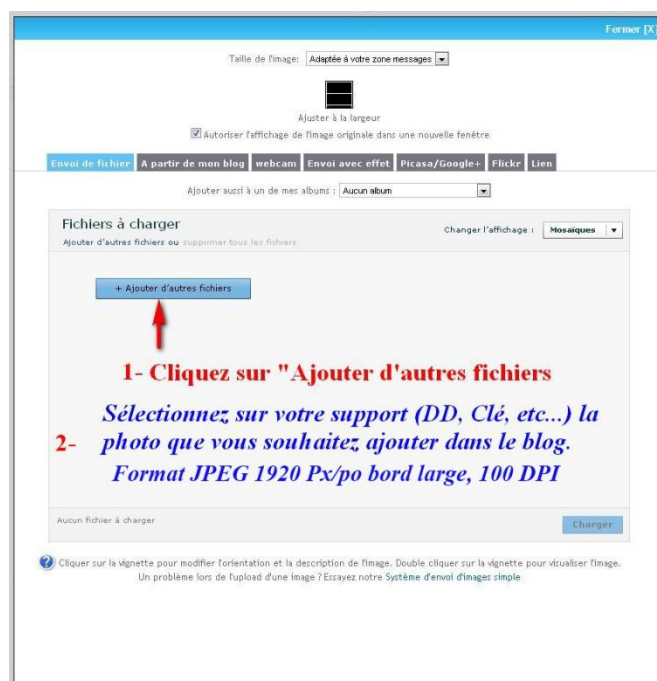 Fermer [X]
Taille de l'image: Adaptée à votre zone messages
Ajuster à la largeur
Autoriser l'affichage de l'image originale dans une nouvelle fenêtre
Envoi de fichier A partir de mon blog webcam Envoi avec effet Picasa/Google+ Flickr Lien
Ajouter aussi à un de mes albums : Aucun album
Fichiers à charger
Changer l'affichage : Mosaïques
Ajouter d'autres fichiers ou supprimer tous les fichiers
+ Ajouter d'autres fichiers
1- Cliquez sur "Ajouter d'autres fichiers
Sélectionnez sur votre support (DD, Clé, etc...) la
2- photo que vous souhaitez ajouter dans le blog.
Format JPEG 1920 Px/po bord large, 100 DPI
Aucun fichier à charger
Charger
Cliquer sur la vignette pour modifier l'orientation et la description de l'image. Double cliquer sur la vignette pour visualiser l'image.
Un problème lors de l'upload d'une image ? Essayez notre Système d'envoi d'images simple